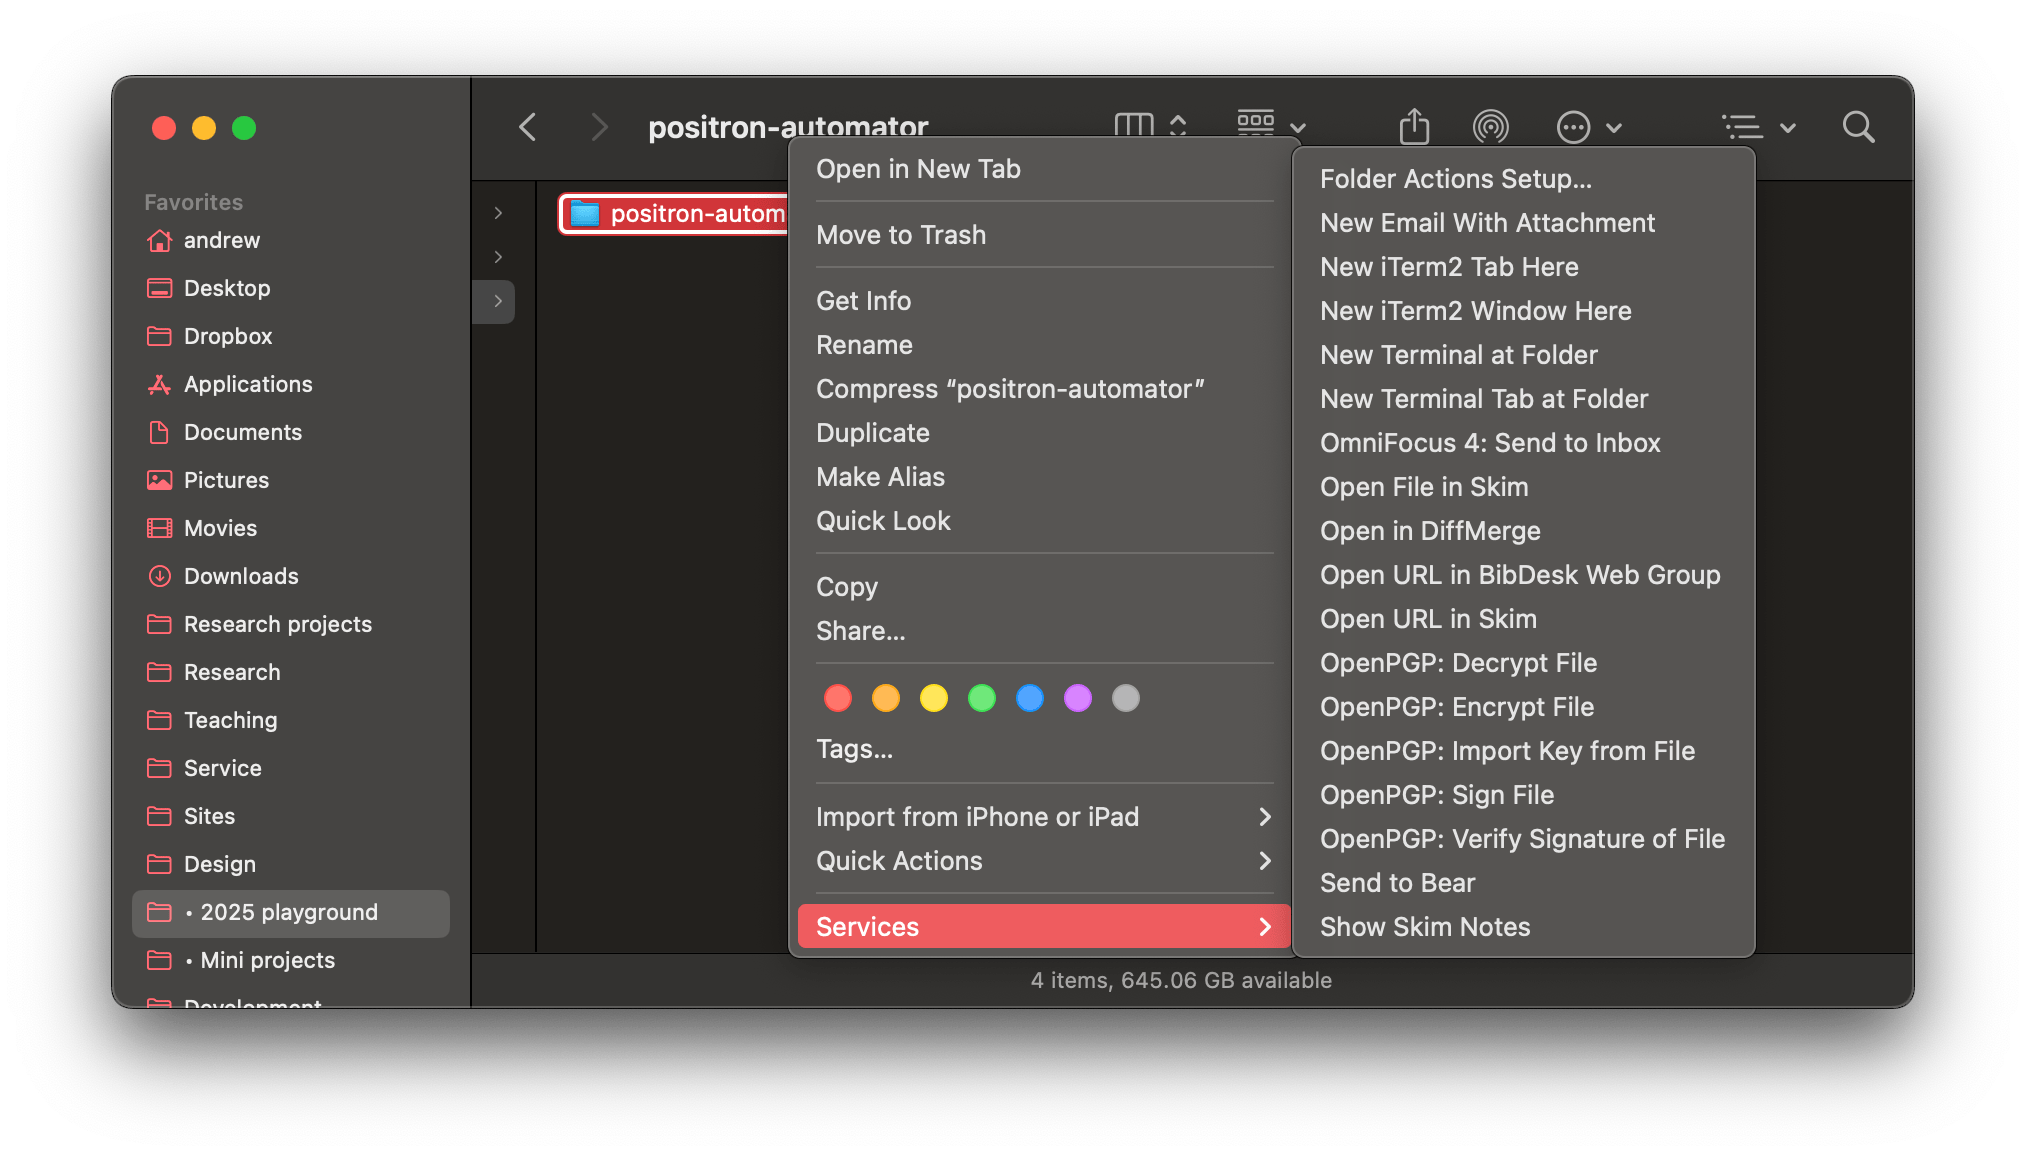 positron-automator
Favorites
andrew
Desktop
Dropbox
Applications
Documents
Pictures
Movies
Downloads
Research projects
Research
Teaching
Service
Sites
Design
• 2025 playground
• Mini projects
Development
positron-autom
Open in New Tab
Move to Trash
Get Info
Rename
Compress “positron-automator”
Duplicate
Make Alias
Quick Look
Copy
Share...
Tags...
Import from iPhone or iPad
Quick Actions
Services
Folder Actions Setup...
New Email With Attachment
New iTerm2 Tab Here
New iTerm2 Window Here
New Terminal at Folder
New Terminal Tab at Folder
OmniFocus 4: Send to Inbox
Open File in Skim
Open in DiffMerge
Open URL in BibDesk Web Group
Open URL in Skim
OpenPGP: Decrypt File
OpenPGP: Encrypt File
OpenPGP: Import Key from File
OpenPGP: Sign File
OpenPGP: Verify Signature of File
Send to Bear
Show Skim Notes
4 items, 645.06 GB available